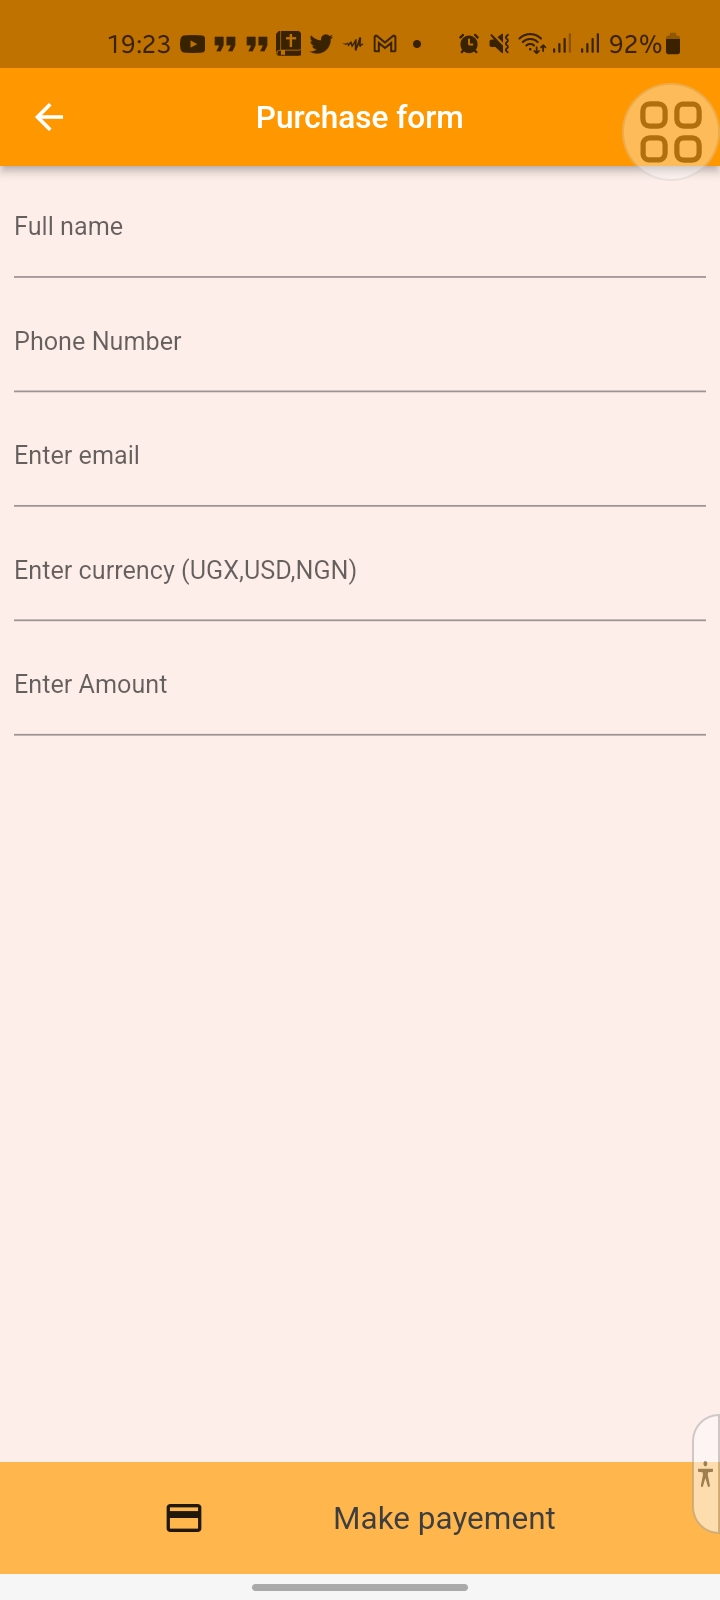 19:23 92%
Purchase form
Full name
Phone Number
Enter email
Enter currency (UGX,USD,NGN)
Enter Amount
Make payement